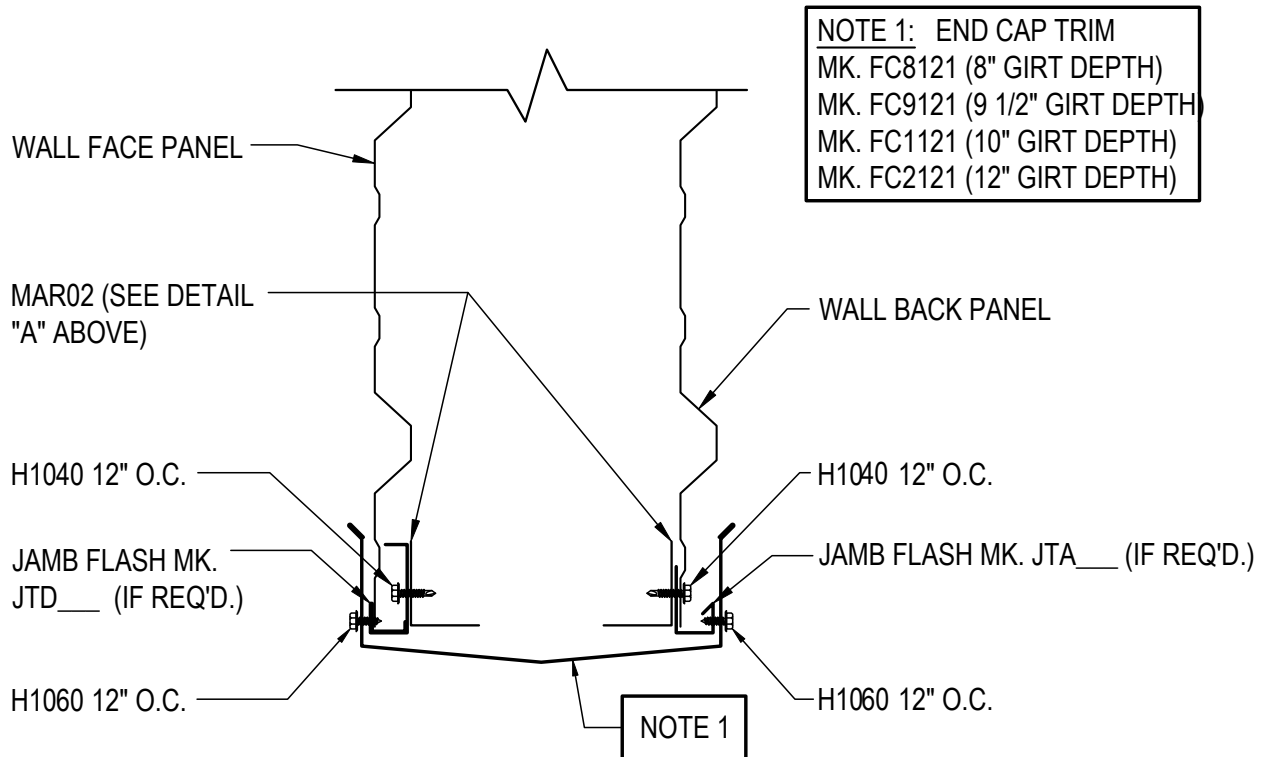 NOTE 1: END CAP TRIM
MK. FC8121 (8" GIRT DEPTH)
MK. FC9121 (9 1/2" GIRT DEPTH)
MK. FC1121 (10" GIRT DEPTH)
MK. FC2121 (12" GIRT DEPTH)
WALL FACE PANEL
MAR02 (SEE DETAIL
"A" ABOVE)
WALL BACK PANEL
H1040 12" O.C.
H1040 12" O.C.
JAMB FLASH MK.
JTD___ (IF REQ'D.)
JAMB FLASH MK. JTA___ (IF REQ'D.)
H1060 12" O.C.
H1060 12" O.C.
NOTE 1